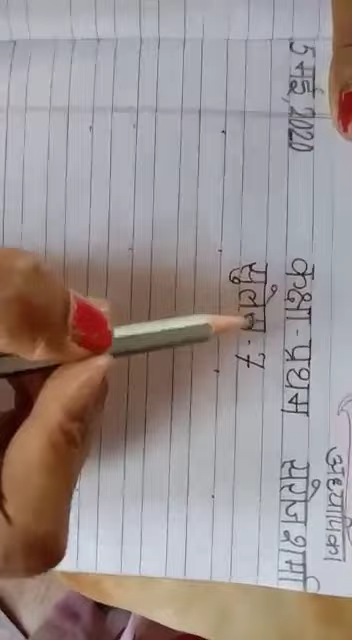 अध्यापिका
5 मई, 2020 कक्षा - प्रथम सरोज शर्मा
सुलेख - 7